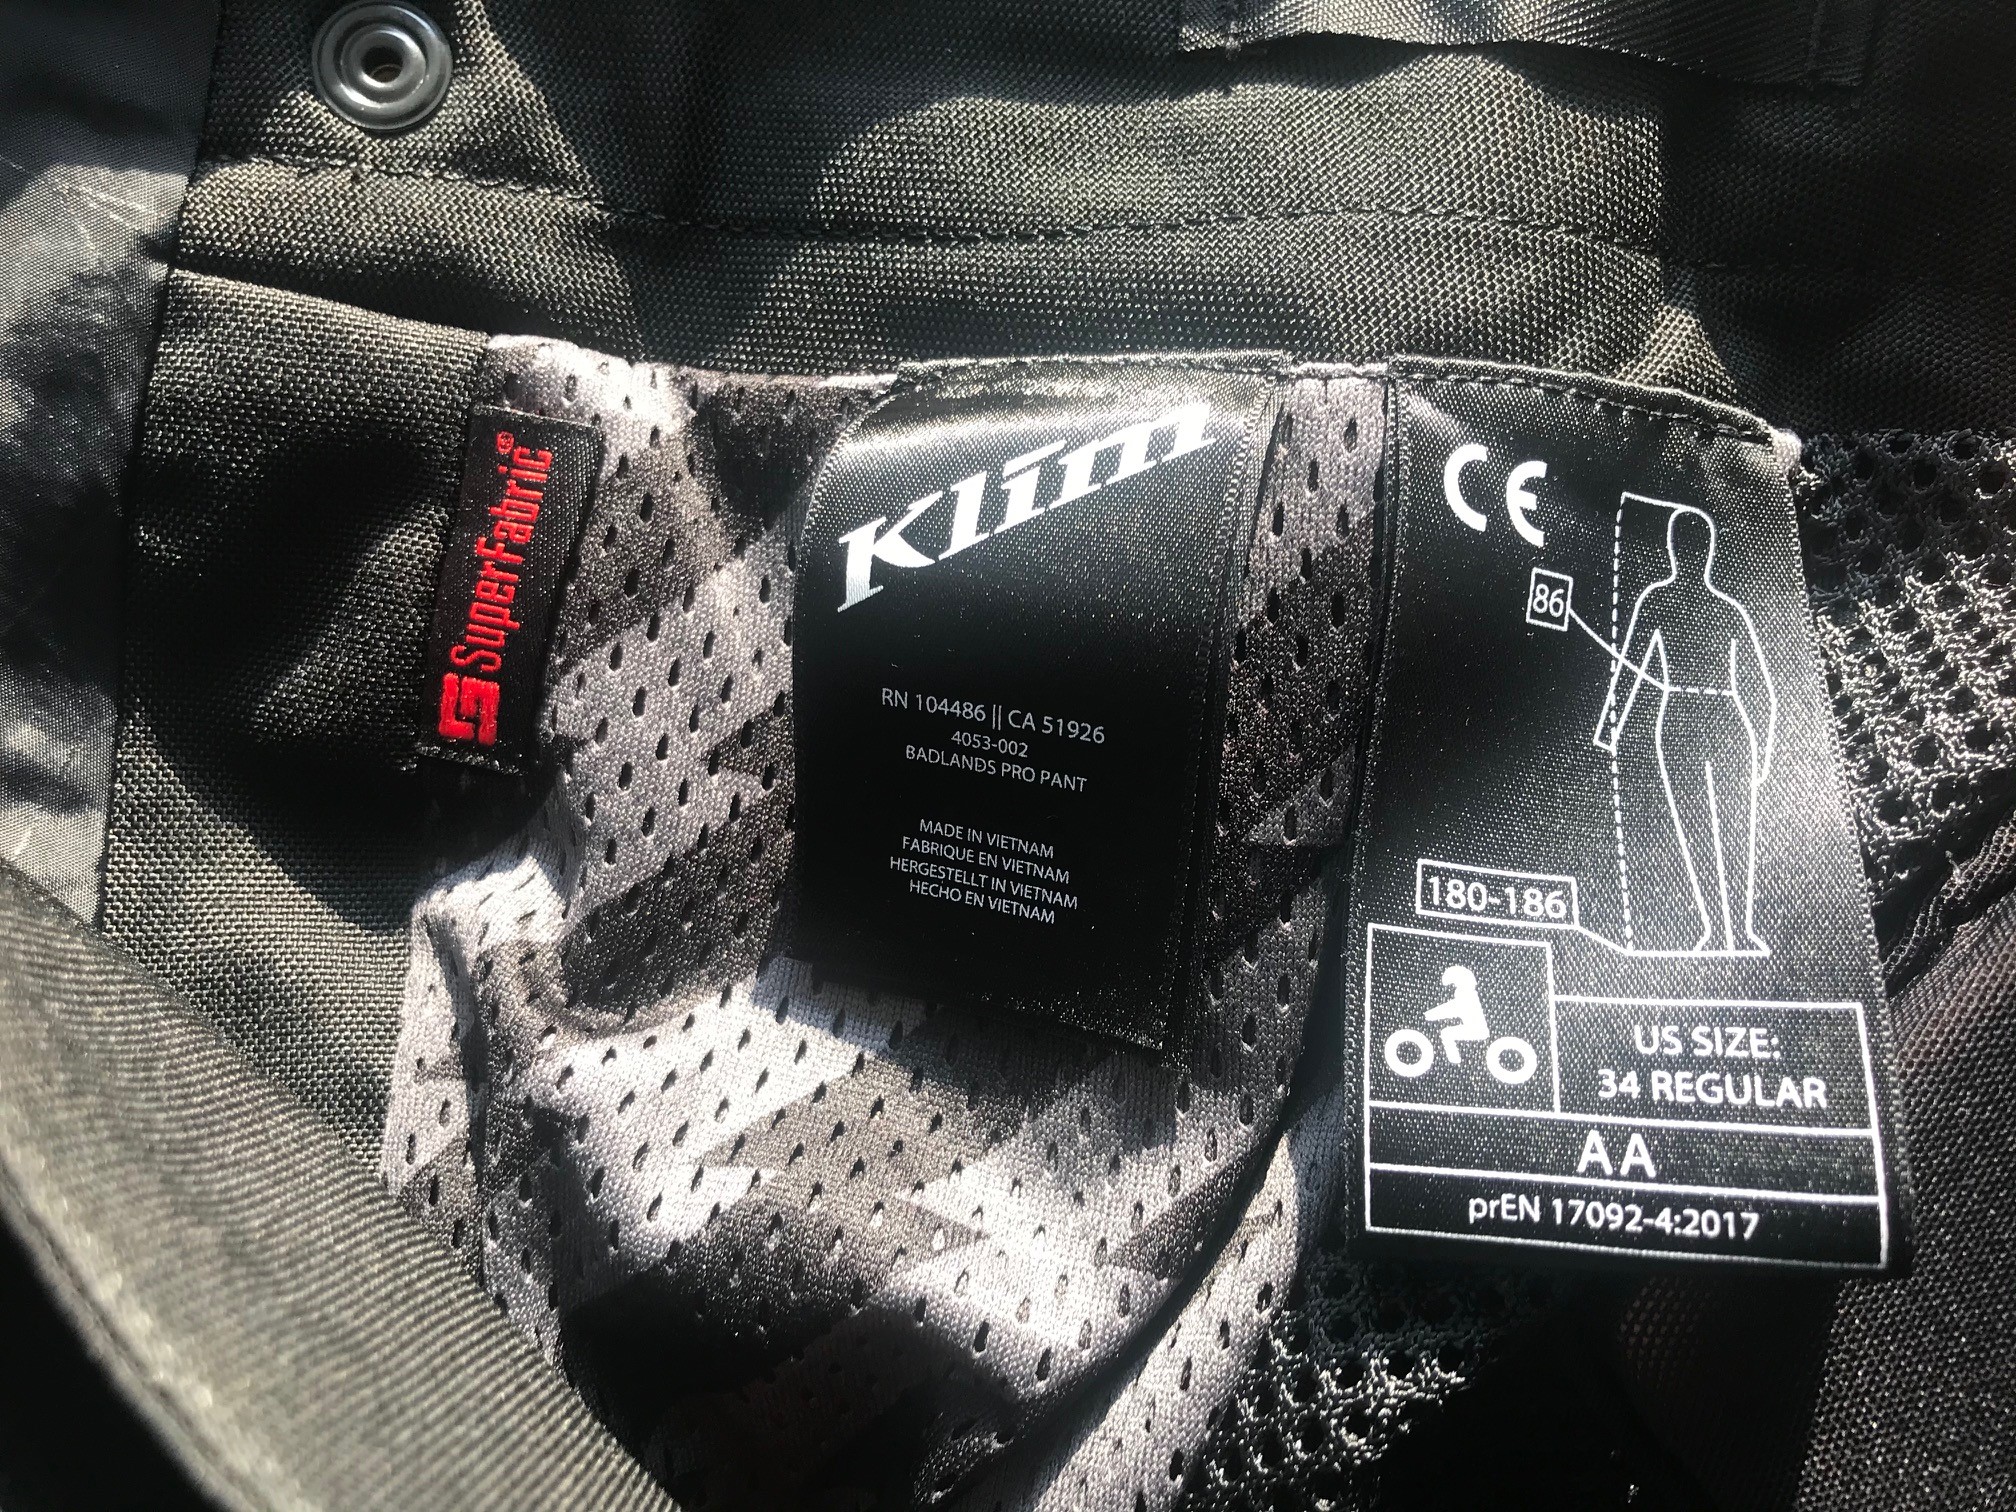 SuperFabric®
Klim
RN 104486 || CA 51926
4053-002
BADLANDS PRO PANT
MADE IN VIETNAM
FABRIQUE EN VIETNAM
HERGESTELLT IN VIETNAM
HECHO EN VIETNAM
CE
86
180-186
US SIZE:
34 REGULAR
AA
prEN 17092-4:2017